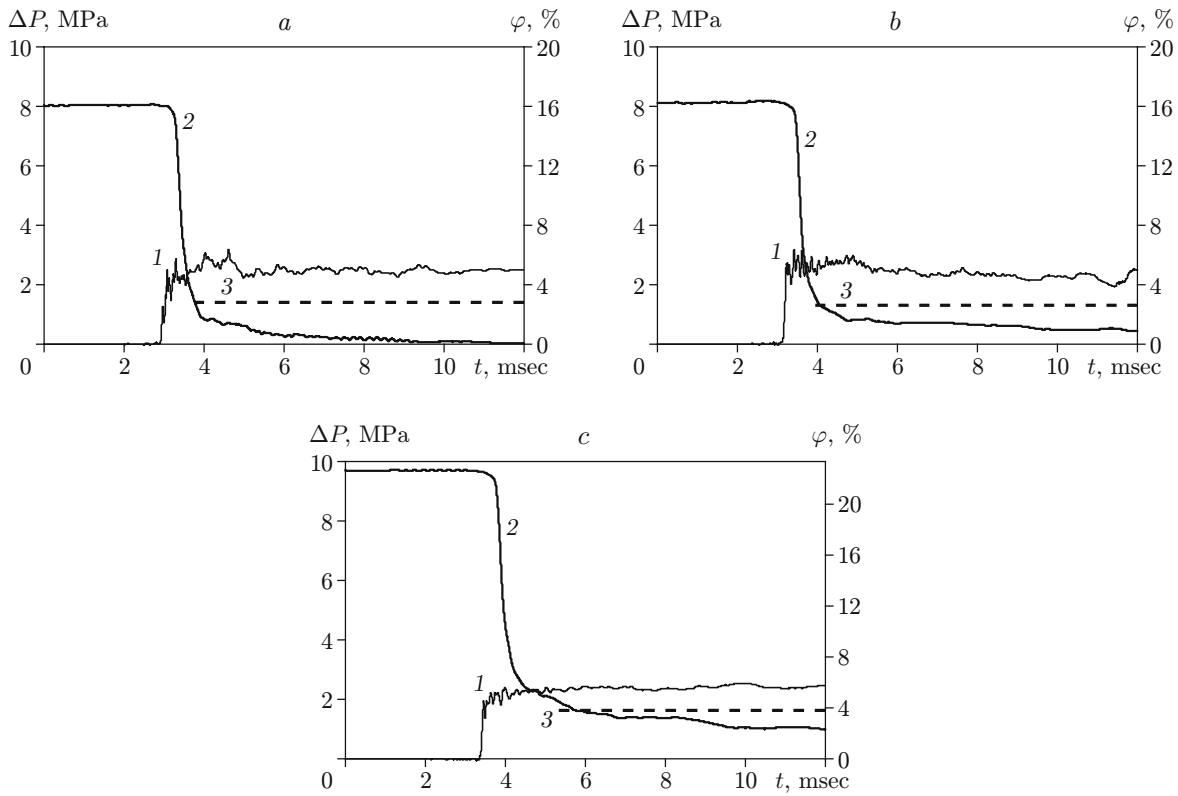 ΔP, MPa a φ, %
10 20
8 2 16
6 12
4 8
1
2 3 4
0
0 2 4 6 8 10 t, msec
ΔP, MPa b φ, %
10 20
8 16
2
6 12
4 8
1
2 3 4
0
0 2 4 6 8 10 t, msec
ΔP, MPa c φ, %
10
20
8 2
16
6
12
4
8
1
2 4
3
0
0 2 4 6 8 10 t, msec